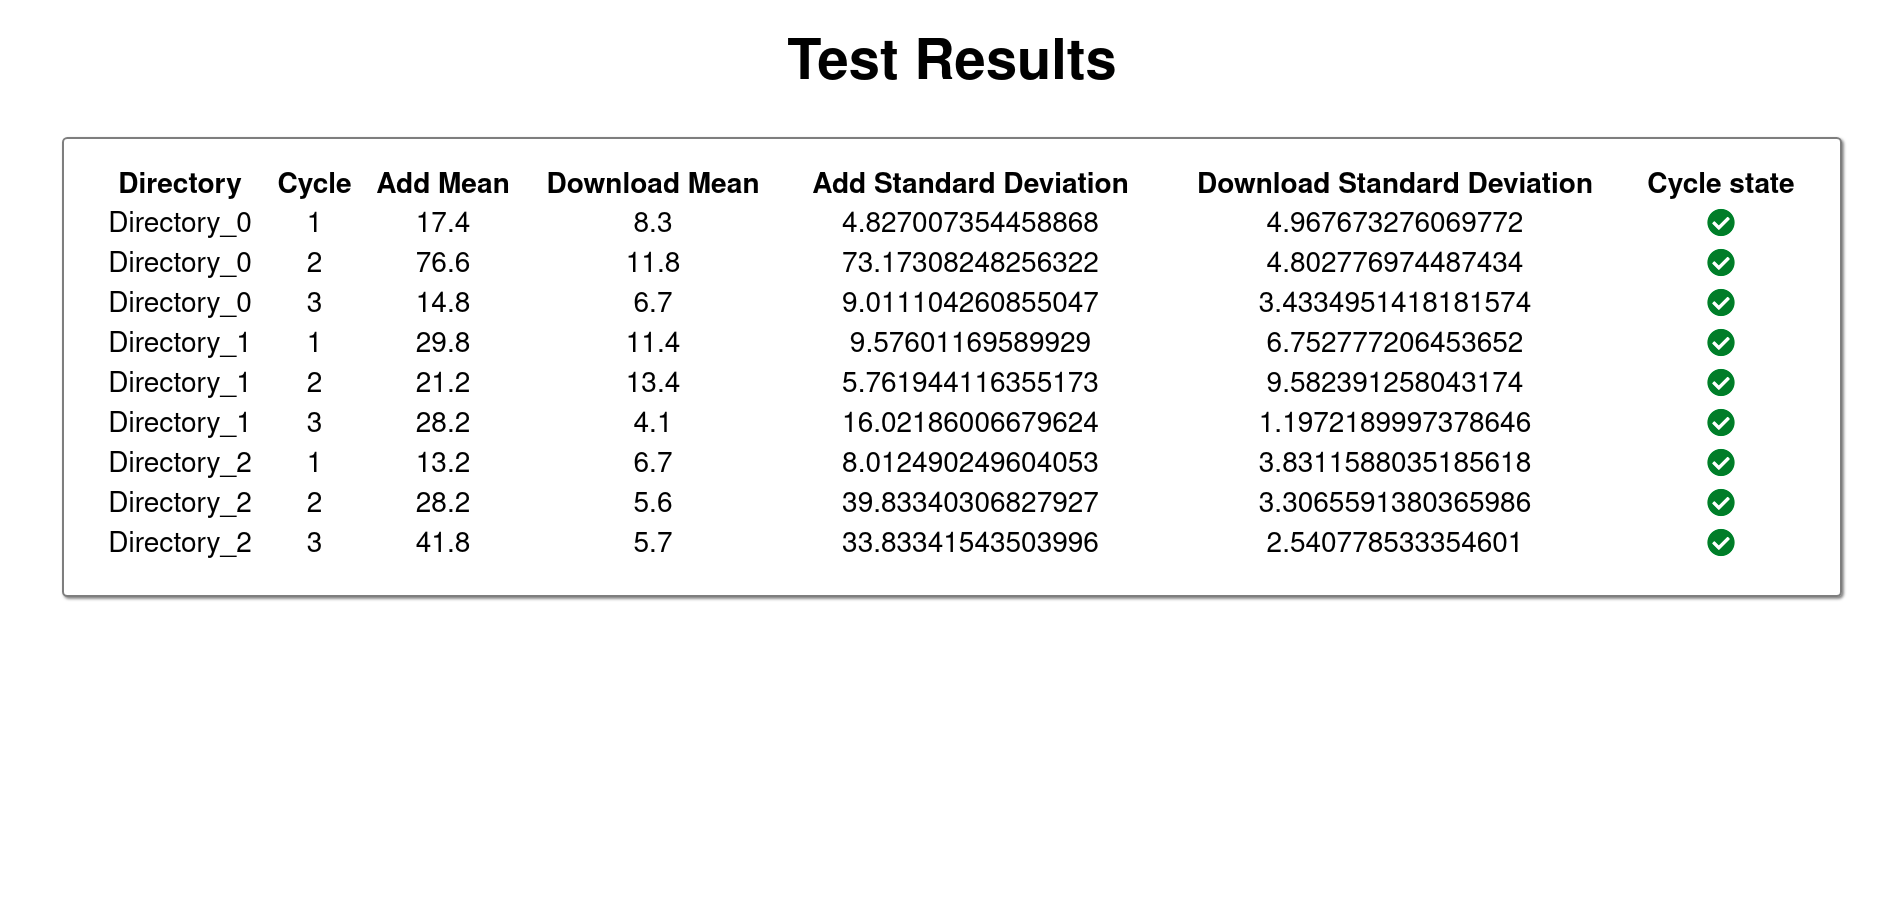 Test Results
Directory Cycle Add Mean Download Mean Add Standard Deviation Download Standard Deviation Cycle state
Directory_0 1 17.4 8.3 4.827007354458868 4.967673276069772
Directory_0 2 76.6 11.8 73.17308248256322 4.802776974487434
Directory_0 3 14.8 6.7 9.011104260855047 3.4334951418181574
Directory_1 1 29.8 11.4 9.57601169589929 6.752777206453652
Directory_1 2 21.2 13.4 5.761944116355173 9.582391258043174
Directory_1 3 28.2 4.1 16.02186006679624 1.1972189997378646
Directory_2 1 13.2 6.7 8.012490249604053 3.8311588035185618
Directory_2 2 28.2 5.6 39.83340306827927 3.3065591380365986
Directory_2 3 41.8 5.7 33.83341543503996 2.540778533354601